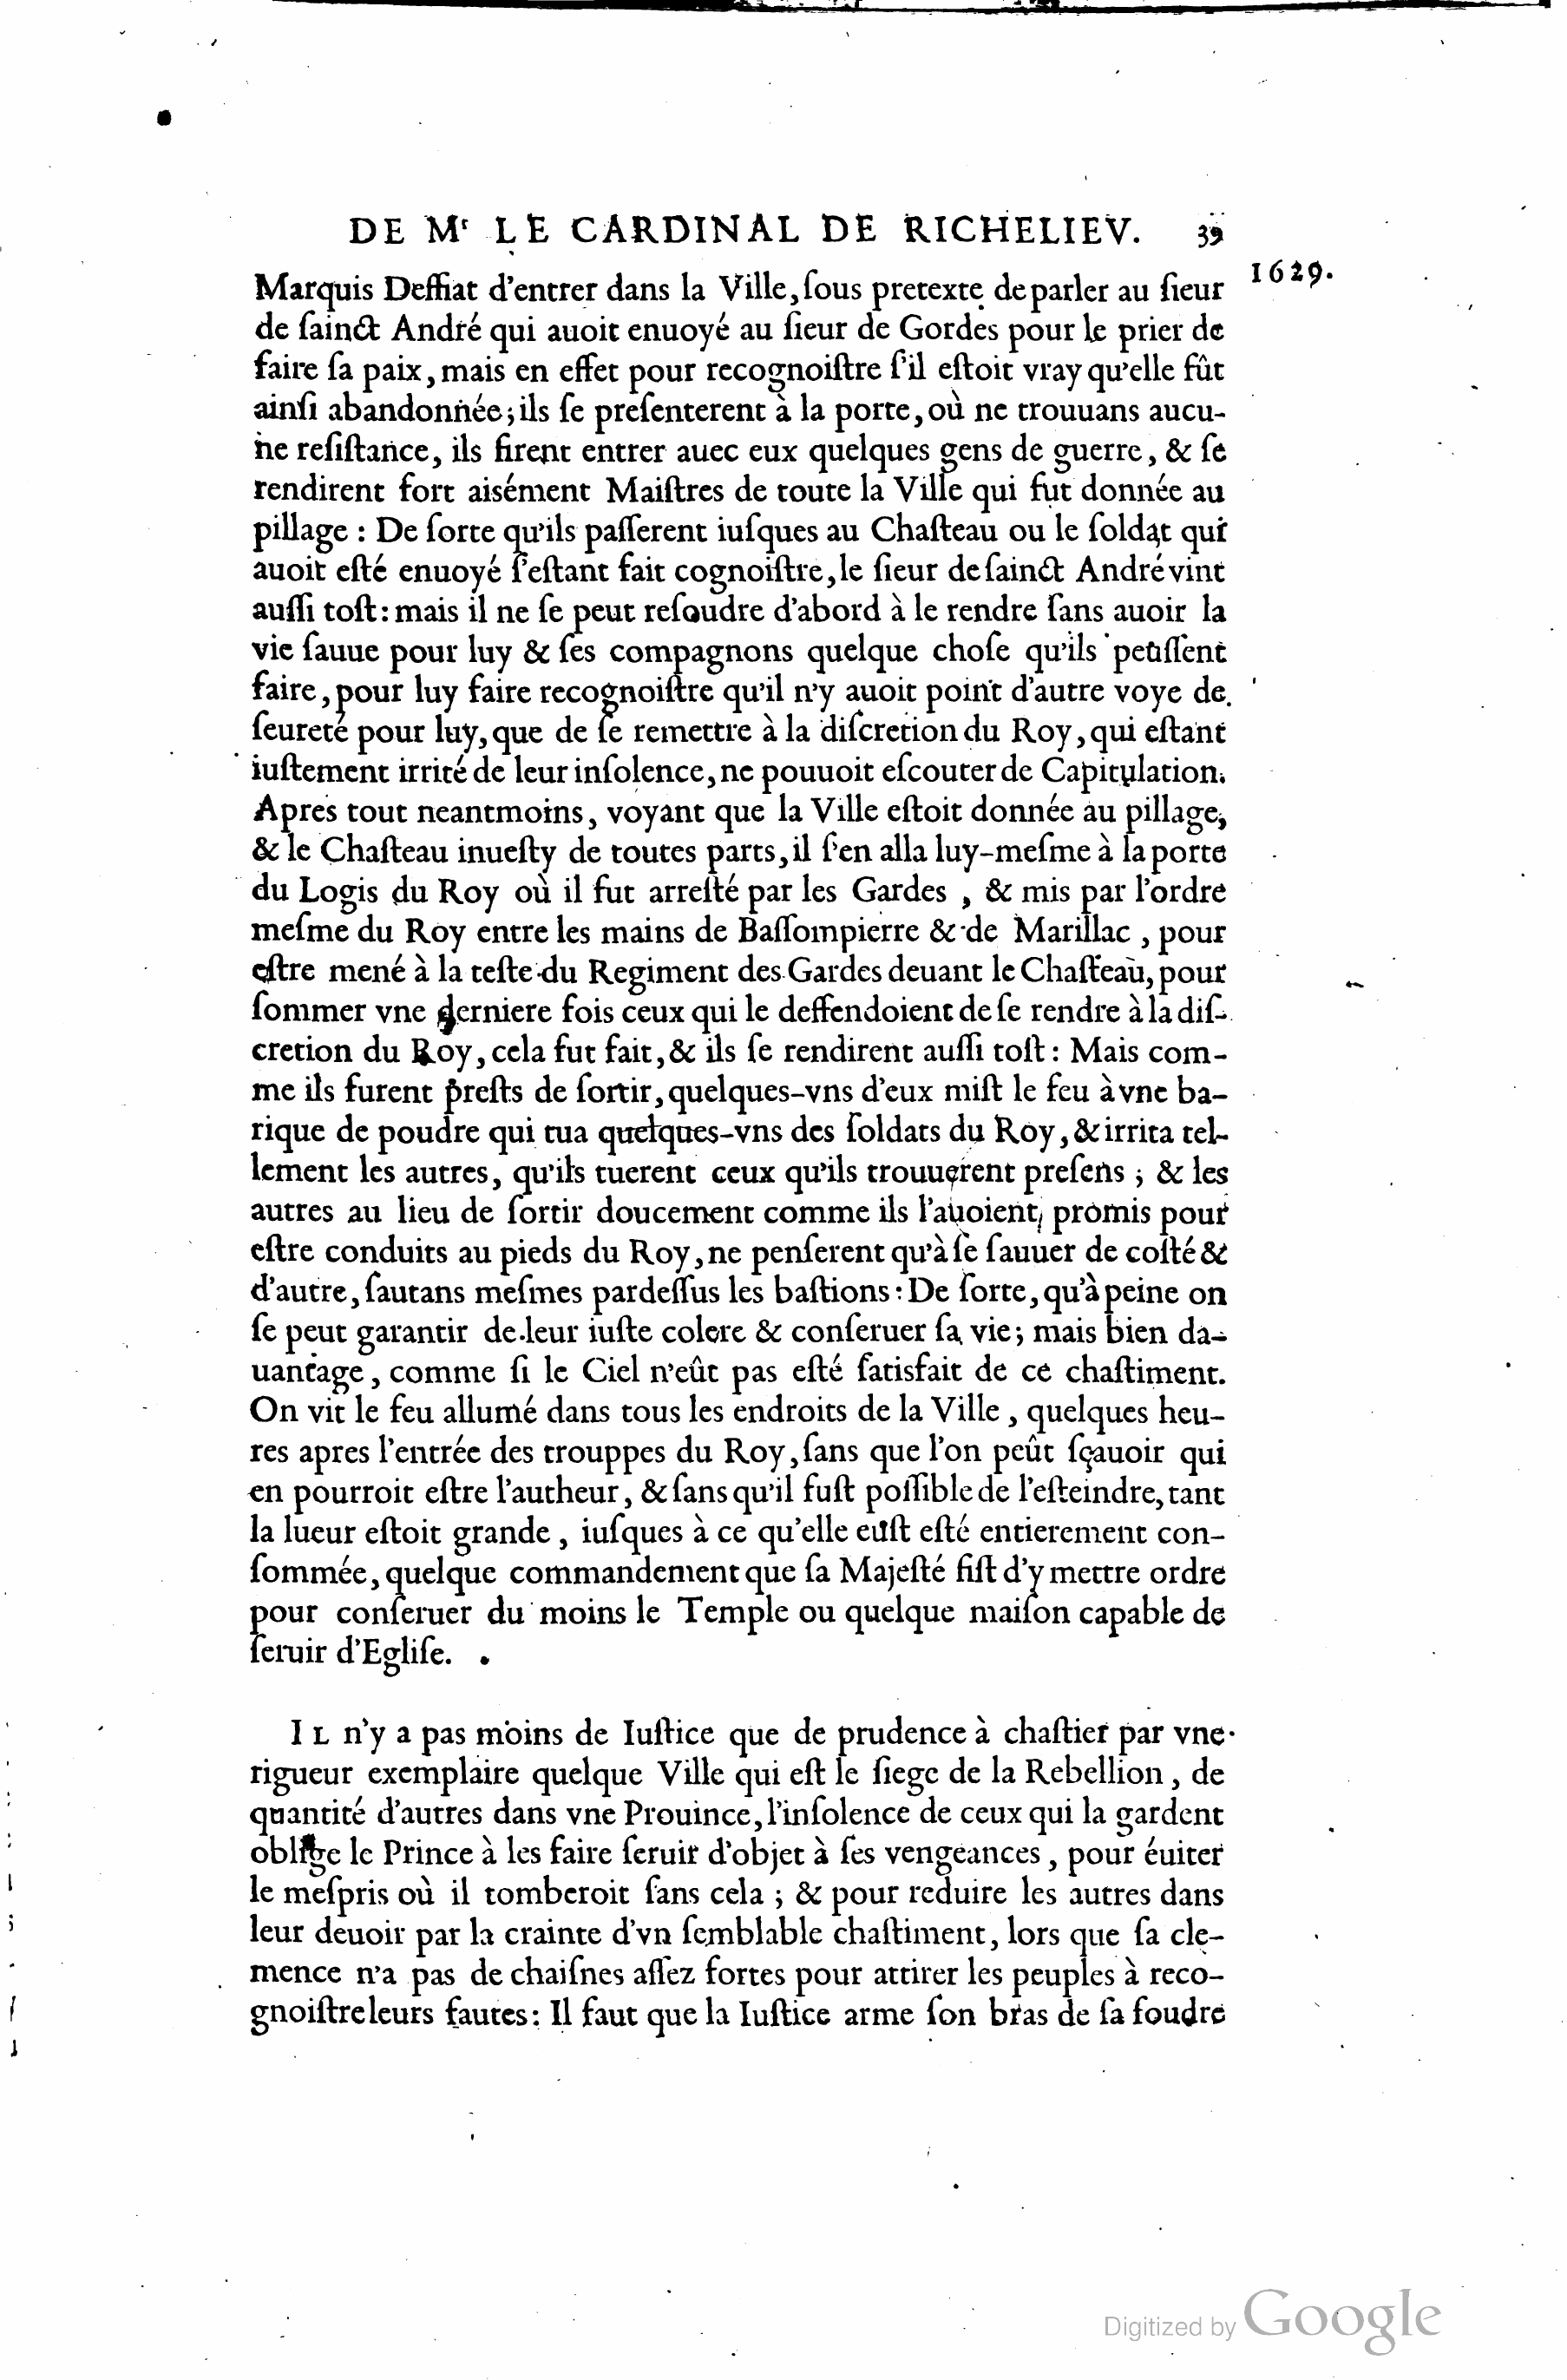 DE Mʳ LE CARDINAL DE RICHELIEV. 39
1629.
Marquis Deffiat d'entrer dans la Ville, ſous pretexte de parler au ſieur
de ſainct André qui auoit enuoyé au ſieur de Gordes pour le prier de
faire ſa paix, mais en effet pour recognoiſtre ſ'il eſtoit vray qu'elle fût
ainſi abandonnée; ils ſe preſenterent à la porte, où ne trouuans aucu-
ne reſiſtance, ils firent entrer auec eux quelques gens de guerre, & ſe
rendirent fort aisément Maiſtres de toute la Ville qui fut donnée au
pillage : De ſorte qu'ils paſſerent iuſques au Chaſteau ou le ſoldat qui
auoit eſté enuoyé ſ'eſtant fait cognoiſtre, le ſieur de ſainct André vint
auſſi toſt: mais il ne ſe peut reſoudre d'abord à le rendre ſans auoir la
vie ſauue pour luy & ſes compagnons quelque choſe qu'ils peûſſent
faire, pour luy faire recognoiſtre qu'il n'y auoit point d'autre voye de
ſeureté pour luy, que de ſe remettre à la diſcretion du Roy, qui eſtant
iuſtement irrité de leur inſolence, ne pouuoit eſcouter de Capitulation.
Apres tout neantmoins, voyant que la Ville eſtoit donnée au pillage,
& le Chaſteau inueſty de toutes parts, il ſ'en alla luy-meſme à la porte
du Logis du Roy où il fut arreſté par les Gardes , & mis par l'ordre
meſme du Roy entre les mains de Baſſompierre & de Marillac , pour
eſtre mené à la teſte du Regiment des Gardes deuant le Chaſteau, pour
ſommer vne derniere fois ceux qui le deffendoient de ſe rendre à la diſ-
cretion du Roy, cela fut fait, & ils ſe rendirent auſſi toſt : Mais com-
me ils furent preſts de ſortir, quelques-vns d'eux miſt le feu à vne ba-
rique de poudre qui tua quelques-vns des ſoldats du Roy, & irrita tel-
lement les autres, qu'ils tuerent ceux qu'ils trouuerent preſens ; & les
autres au lieu de ſortir doucement comme ils l'auoient promis pour
eſtre conduits au pieds du Roy, ne penſerent qu'à ſe ſauuer de coſté &
d'autre, ſautans meſmes pardeſſus les baſtions : De ſorte, qu'à peine on
ſe peut garantir de leur iuſte colere & conſeruer ſa vie; mais bien da-
uantage, comme ſi le Ciel n'eût pas eſté ſatisfait de ce chaſtiment.
On vit le feu allumé dans tous les endroits de la Ville , quelques heu-
res apres l'entrée des trouppes du Roy, ſans que l'on peût ſçauoir qui
en pourroit eſtre l'autheur, & ſans qu'il fuſt poſſible de l'eſteindre, tant
la lueur eſtoit grande , iuſques à ce qu'elle euſt eſté entierement con-
ſommée, quelque commandement que ſa Majeſté fiſt d'y mettre ordre
pour conſeruer du moins le Temple ou quelque maiſon capable de
ſeruir d'Egliſe.
IL n'y a pas moins de Iuſtice que de prudence à chaſtier par vne
rigueur exemplaire quelque Ville qui eſt le ſiege de la Rebellion , de
quantité d'autres dans vne Prouince, l'inſolence de ceux qui la gardent
oblige le Prince à les faire ſeruir d'objet à ſes vengeances , pour éuiter
le meſpris où il tomberoit ſans cela ; & pour reduire les autres dans
leur deuoir par la crainte d'vn ſemblable chaſtiment, lors que ſa cle-
mence n'a pas de chaiſnes aſſez fortes pour attirer les peuples à reco-
gnoiſtre leurs fautes : Il faut que la Iuſtice arme ſon bras de ſa foudre
Digitized by Google